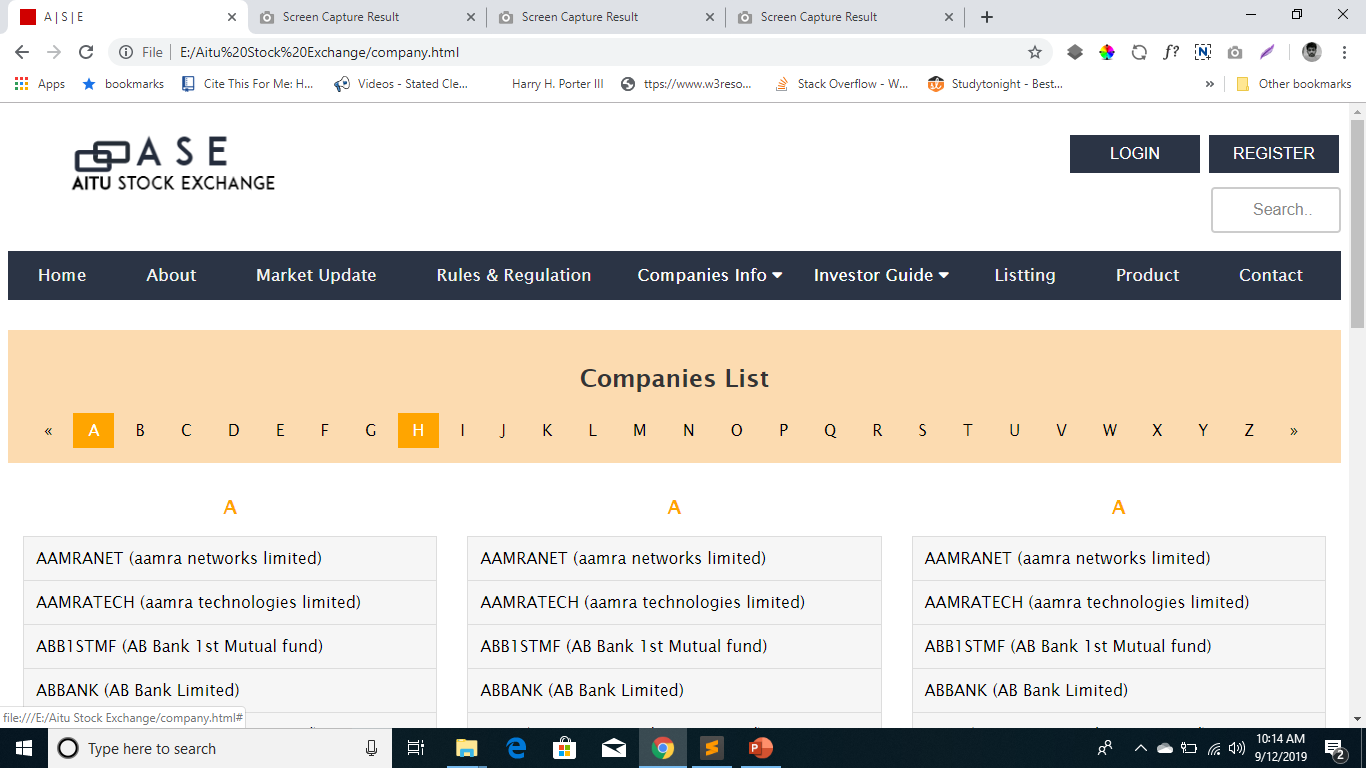 A | S | E
Screen Capture Result
Screen Capture Result
Screen Capture Result
File
E:/Aitu%20Stock%20Exchange/company.html
f?
N
Apps
bookmarks
Cite This For Me: H...
Videos - Stated Cle...
Harry H. Porter III
ttps://www.w3reso...
Stack Overflow - W...
Studytonight - Best...
»
Other bookmarks
A S E
AITU STOCK EXCHANGE
LOGIN
REGISTER
Search..
Home
About
Market Update
Rules & Regulation
Companies Info
Investor Guide
Listting
Product
Contact
Companies List
« A B C D E F G H I J K L M N O P Q R S T U V W X Y Z »
A
AAMRANET (aamra networks limited)
AAMRATECH (aamra technologies limited)
ABB1STMF (AB Bank 1st Mutual fund)
ABBANK (AB Bank Limited)
A
AAMRANET (aamra networks limited)
AAMRATECH (aamra technologies limited)
ABB1STMF (AB Bank 1st Mutual fund)
ABBANK (AB Bank Limited)
A
AAMRANET (aamra networks limited)
AAMRATECH (aamra technologies limited)
ABB1STMF (AB Bank 1st Mutual fund)
ABBANK (AB Bank Limited)
file:///E:/Aitu Stock Exchange/company.html#
Type here to search
10:14 AM
9/12/2019
2